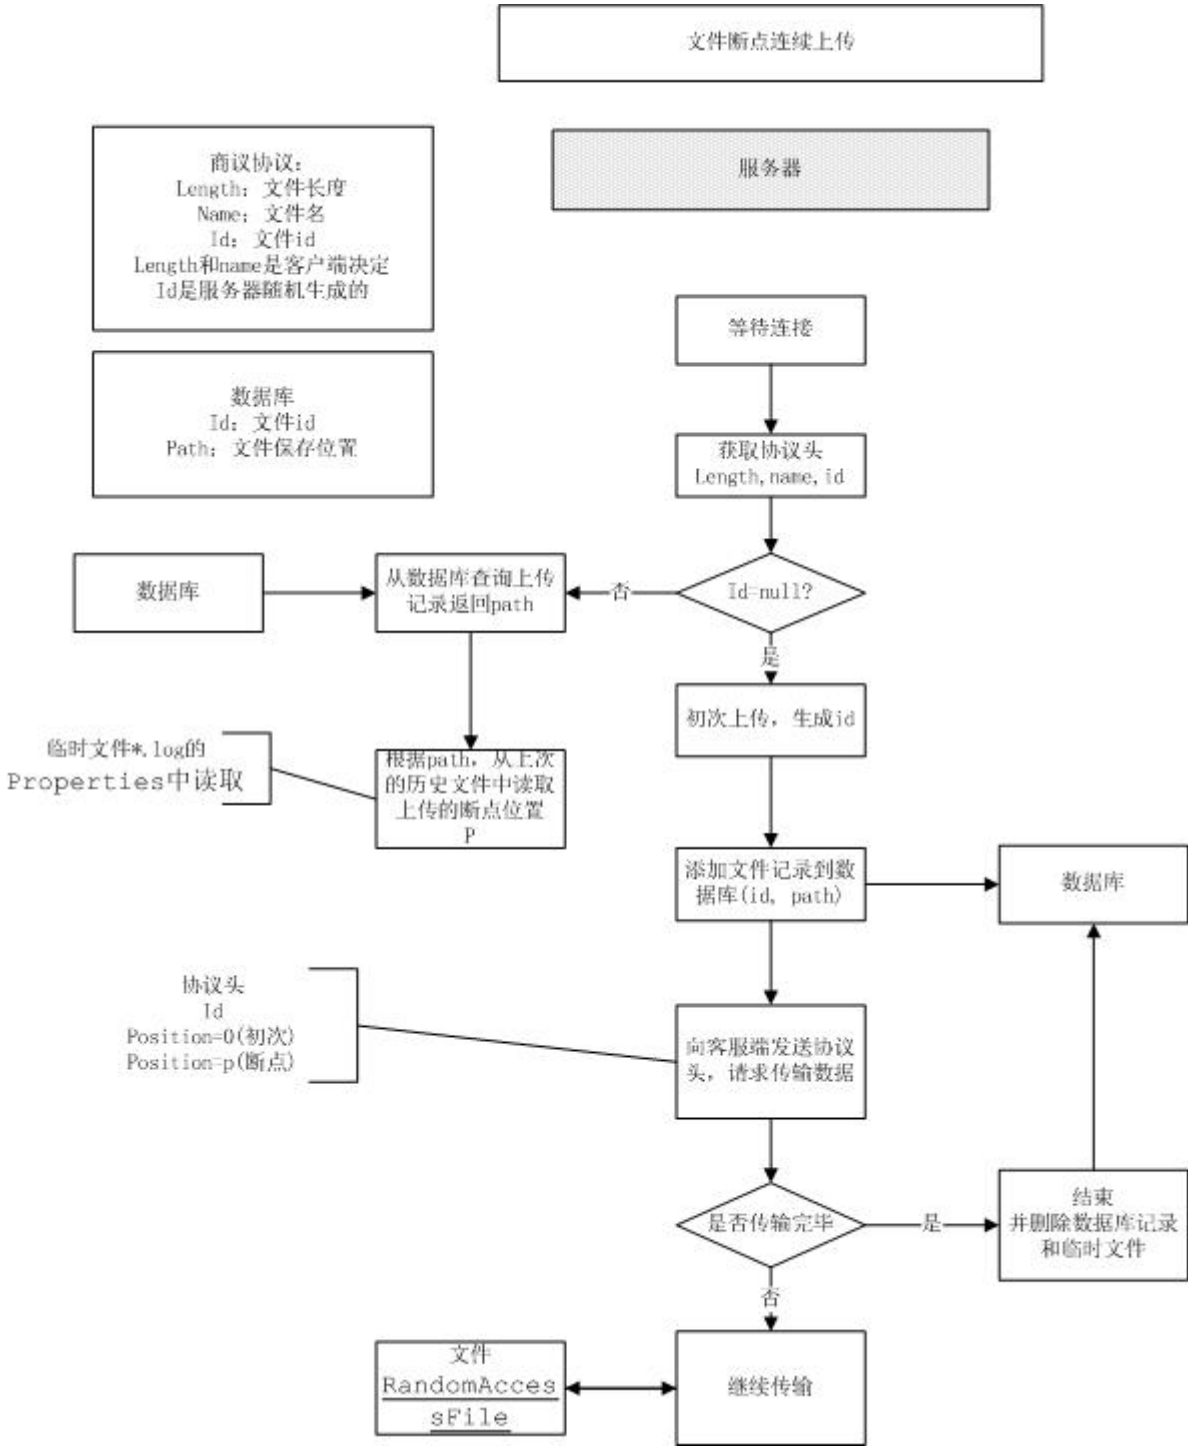 文件断点连续上传
商议协议:
Length: 文件长度
Name: 文件名
Id: 文件id
Length和name是客户端决定
Id是服务器随机生成的
服务器
等待连接
数据库
Id: 文件id
Path: 文件保存位置
获取协议头
Length,name,id
数据库
从数据库查询上传
记录返回path
否
Id=null?
是
初次上传, 生成id
临时文件*.log的
Properties中读取
根据path, 从上次
的历史文件中读取
上传的断点位置
P
添加文件记录到数
据库(id, path)
数据库
协议头
Id
Position=0(初次)
Position=p(断点)
向客服端发送协议
头, 请求传输数据
是否传输完毕
是
结束
并删除数据库记录
和临时文件
否
文件
RandomAcces
sFile
继续传输